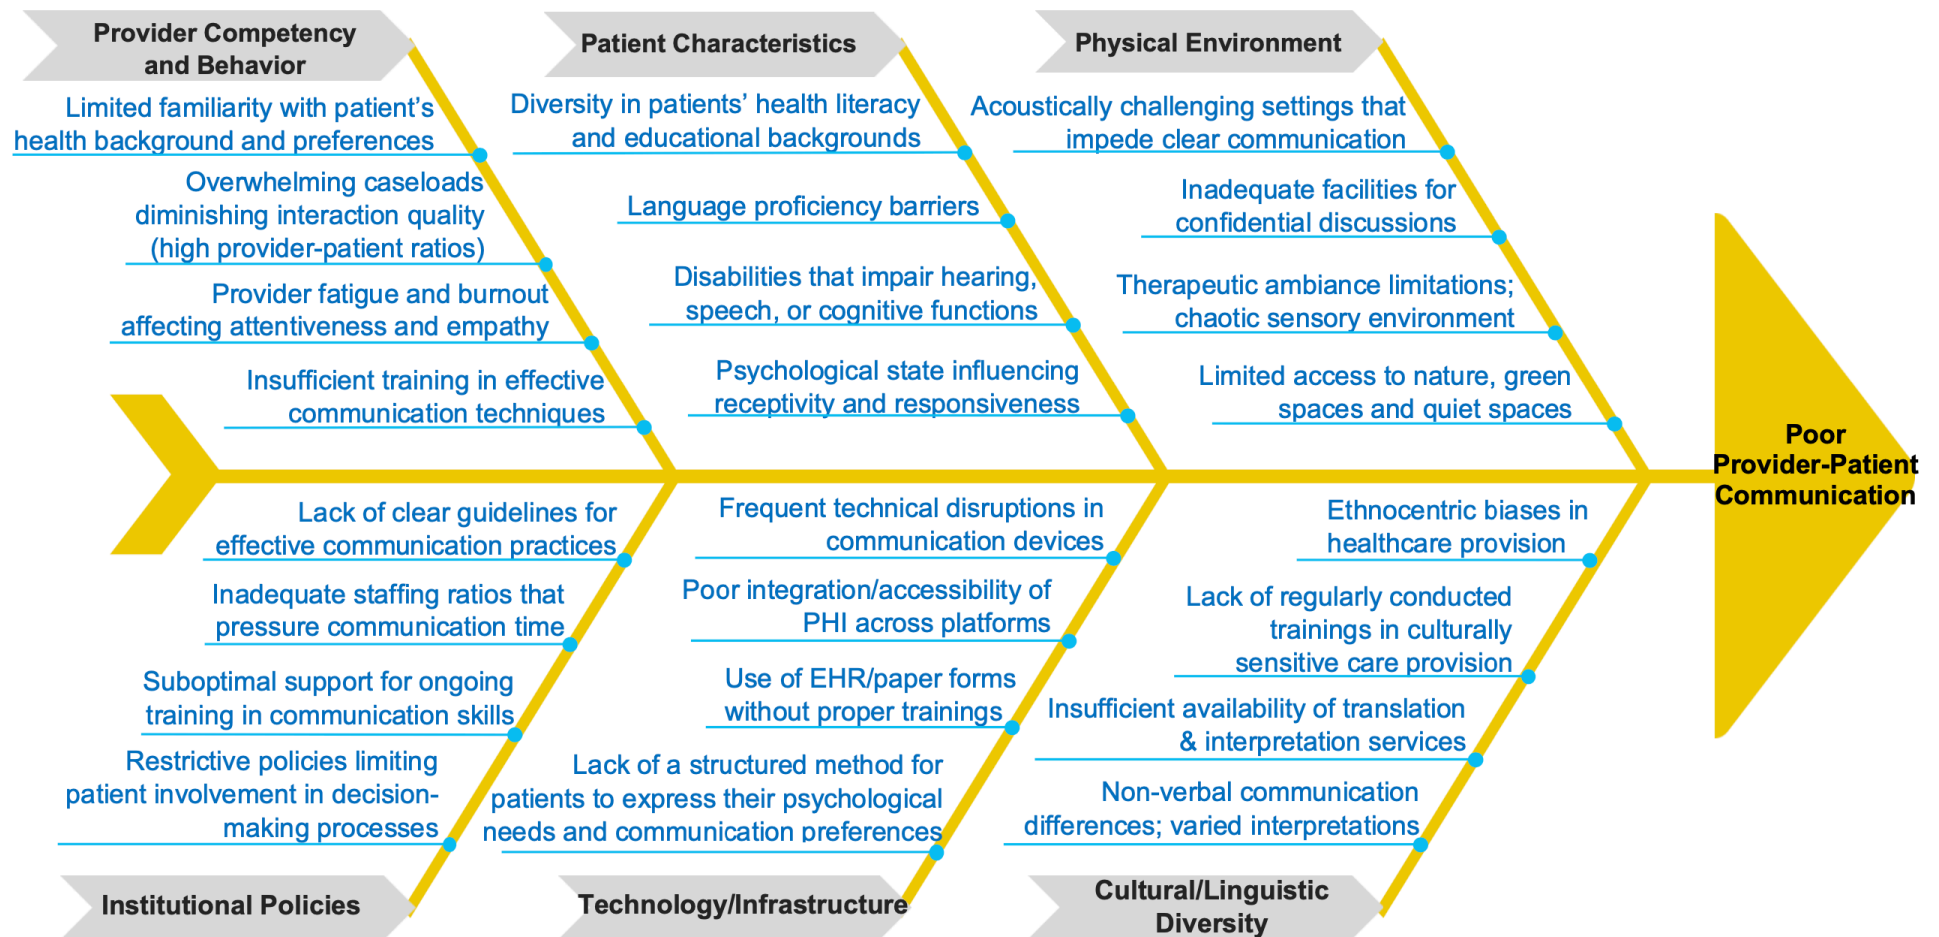 Provider Competency
and Behavior
Limited familiarity with patient's
health background and preferences
Overwhelming caseloads
diminishing interaction quality
(high provider-patient ratios)
Provider fatigue and burnout
affecting attentiveness and empathy
Insufficient training in effective
communication techniques
Patient Characteristics
Diversity in patients' health literacy
and educational backgrounds
Language proficiency barriers
Disabilities that impair hearing,
speech, or cognitive functions
Psychological state influencing
receptivity and responsiveness
Physical Environment
Acoustically challenging settings that
impede clear communication
Inadequate facilities for
confidential discussions
Therapeutic ambiance limitations;
chaotic sensory environment
Limited access to nature, green
spaces and quiet spaces
Poor
Provider-Patient
Communication
Lack of clear guidelines for
effective communication practices
Inadequate staffing ratios that
pressure communication time
Suboptimal support for ongoing
training in communication skills
Restrictive policies limiting
patient involvement in decision-
making processes
Institutional Policies
Frequent technical disruptions in
communication devices
Poor integration/accessibility of
PHI across platforms
Use of EHR/paper forms
without proper trainings
Lack of a structured method for
patients to express their psychological
needs and communication preferences
Technology/Infrastructure
Ethnocentric biases in
healthcare provision
Lack of regularly conducted
trainings in culturally
sensitive care provision
Insufficient availability of translation
& interpretation services
Non-verbal communication
differences; varied interpretations
Cultural/Linguistic
Diversity